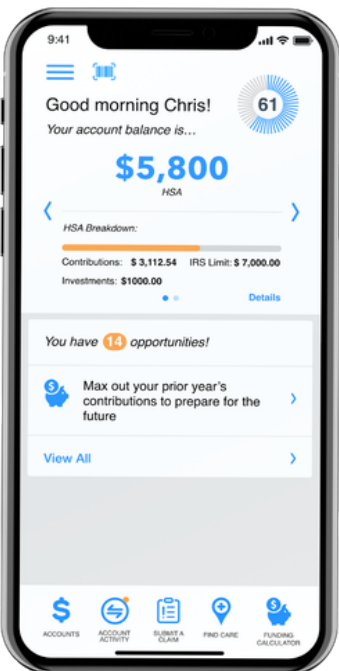 9:41
Good morning Chris!
61
Your account balance is...
$5,800
HSA
HSA Breakdown:
Contributions: $ 3,112.54 IRS Limit: $ 7,000.00
Investments: $1000.00
Details
You have 14 opportunities!
Max out your prior year's
contributions to prepare for the
future
View All
ACCOUNTS
ACCOUNT
ACTIVITY
SUBMIT A
CLAIM
FIND CARE
FUNDING
CALCULATOR